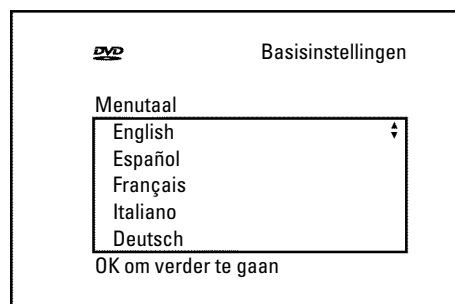 DVD Basisinstellingen
Menutaal
English
Español
Français
Italiano
Deutsch
OK om verder te gaan